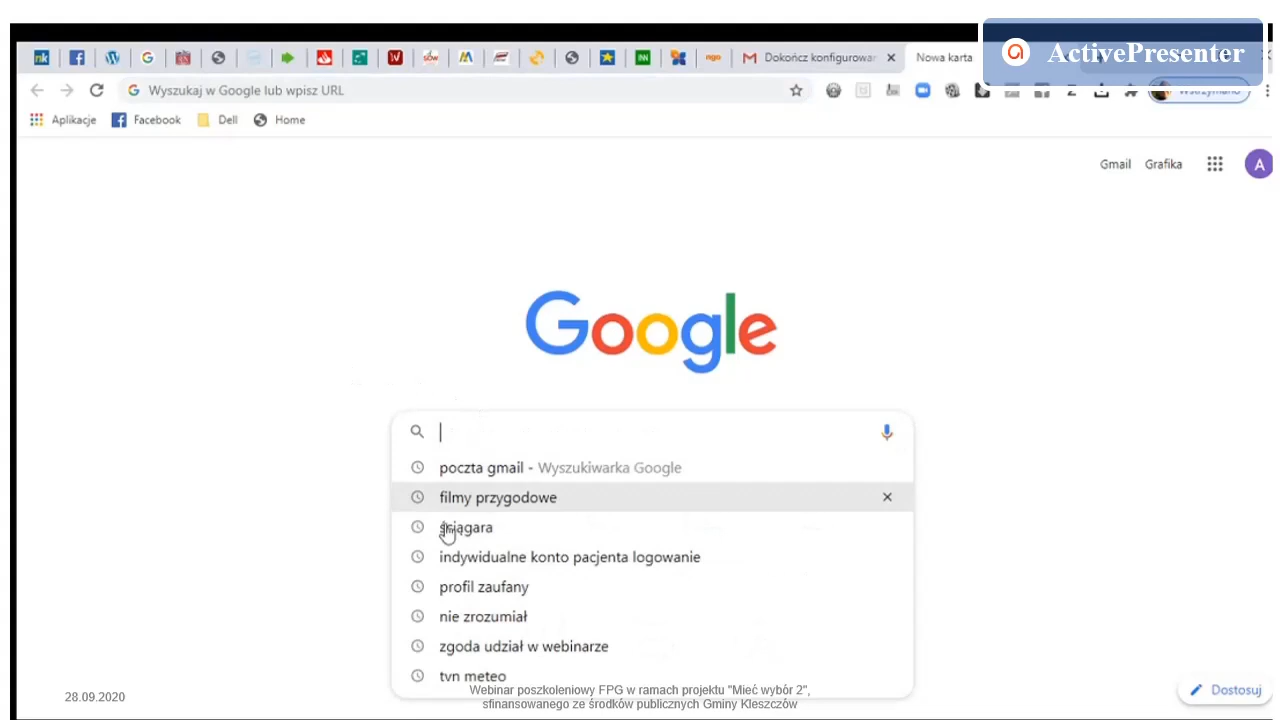 ActivePresenter
Dokończ konfigurowar
Nowa karta
Wyszukaj w Google lub wpisz URL
Wstrzymano
Aplikacje Facebook Dell Home
Gmail Grafika A
Google
poczta gmail - Wyszukiwarka Google
filmy przygodowe
indywidualne konto pacjenta logowanie
profil zaufany
nie zrozumiał
zgoda udział w webinarze
tvn meteo
28.09.2020
Webinar poszkoleniowy FPG w ramach projektu "Mieć wybór 2",
sfinansowanego ze środków publicznych Gminy Kleszczów
Dostosuj